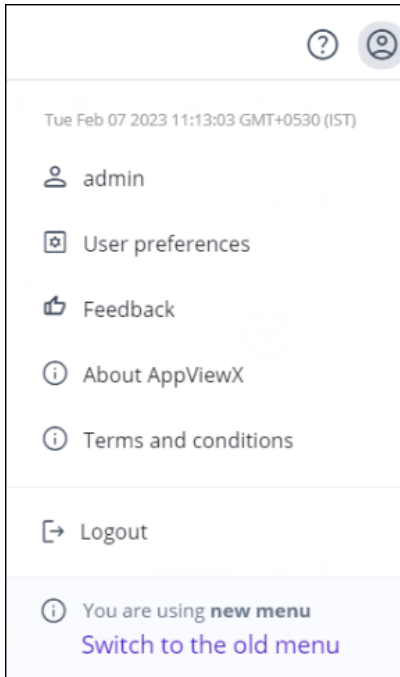 Tue Feb 07 2023 11:13:03 GMT+0530 (IST)
admin
User preferences
Feedback
About AppViewX
Terms and conditions
Logout
You are using new menu
Switch to the old menu